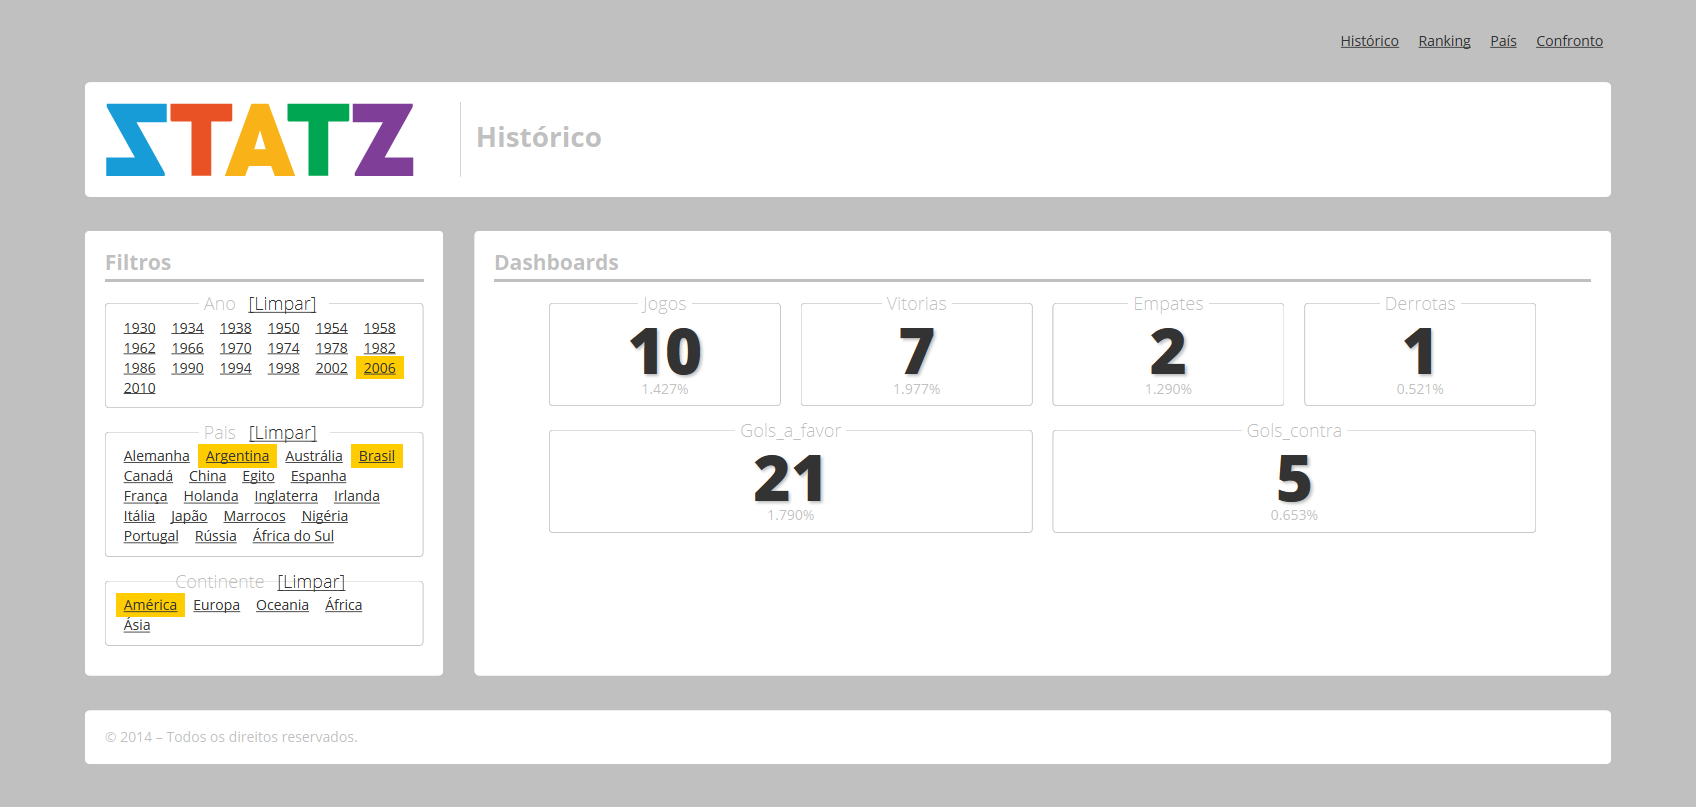 Histórico Ranking País Confronto
STATZ
Histórico
Filtros
Ano [Limpar]
1930 1934 1938 1950 1954 1958
1962 1966 1970 1974 1978 1982
1986 1990 1994 1998 2002 2006
2010
Pais [Limpar]
Alemanha Argentina Austrália Brasil
Canadá China Egito Espanha
França Holanda Inglaterra Irlanda
Itália Japão Marrocos Nigéria
Portugal Rússia África do Sul
Continente [Limpar]
América Europa Oceania África
Ásia
Dashboards
Jogos Vitorias Empates Derrotas
10 7 2 1
1.427% 1.977% 1.290% 0.521%
Gols_a_favor Gols_contra
21 5
1.790% 0.653%
© 2014 – Todos os direitos reservados.